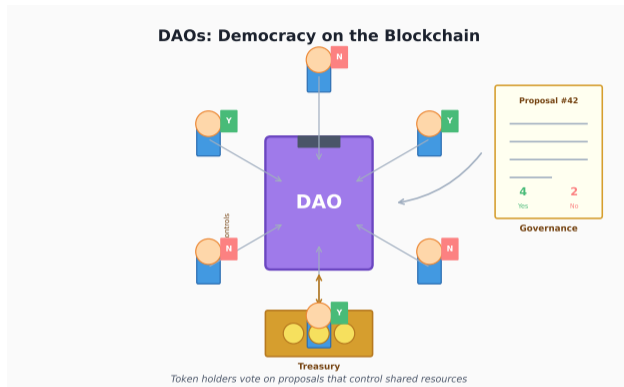 DAOs: Democracy on the Blockchain
N
Y
Y
Proposal #42
DAO
4
2
Yes
No
Governance
N
N
Y
Treasury
Token holders vote on proposals that control shared resources